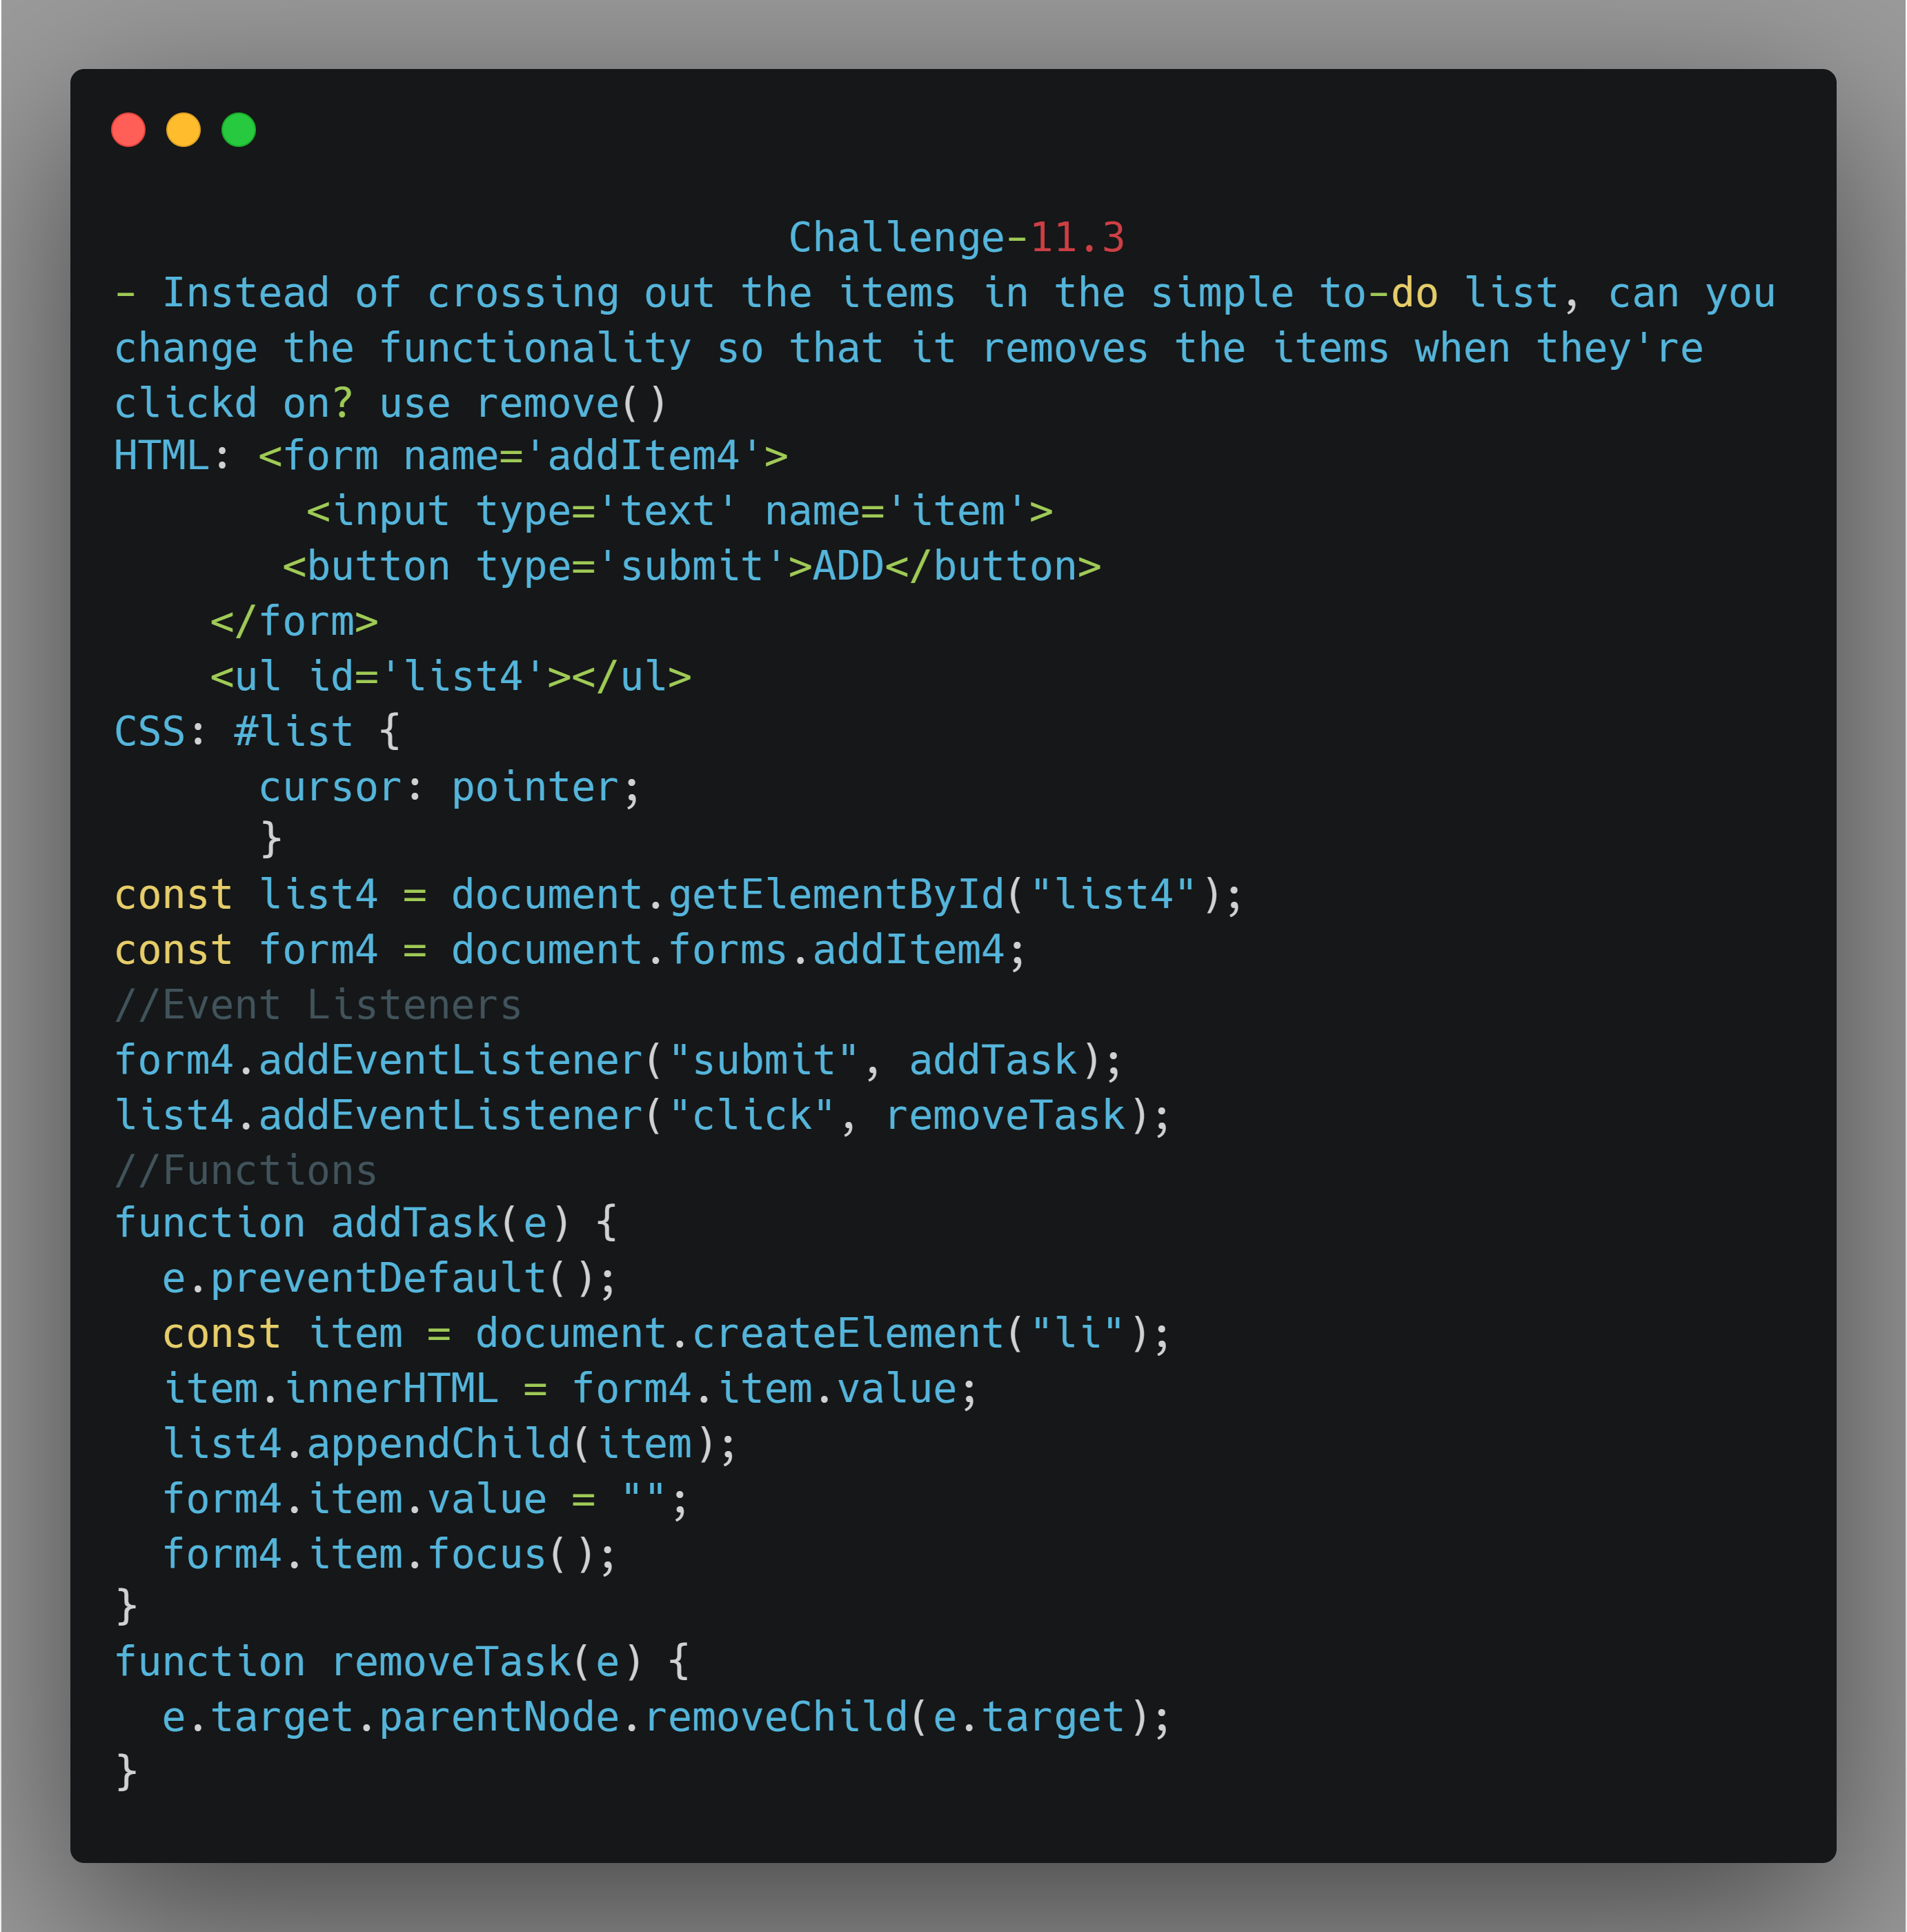 Challenge-11.3
- Instead of crossing out the items in the simple to-do list, can you
change the functionality so that it removes the items when they're
clickd on? use remove()
HTML: <form name='addItem4'>
        <input type='text' name='item'>
       <button type='submit'>ADD</button>
    </form>
    <ul id='list4'></ul>
CSS: #list {
      cursor: pointer;
      }
const list4 = document.getElementById("list4");
const form4 = document.forms.addItem4;
//Event Listeners
form4.addEventListener("submit", addTask);
list4.addEventListener("click", removeTask);
//Functions
function addTask(e) {
  e.preventDefault();
  const item = document.createElement("li");
  item.innerHTML = form4.item.value;
  list4.appendChild(item);
  form4.item.value = "";
  form4.item.focus();
}
function removeTask(e) {
  e.target.parentNode.removeChild(e.target);
}